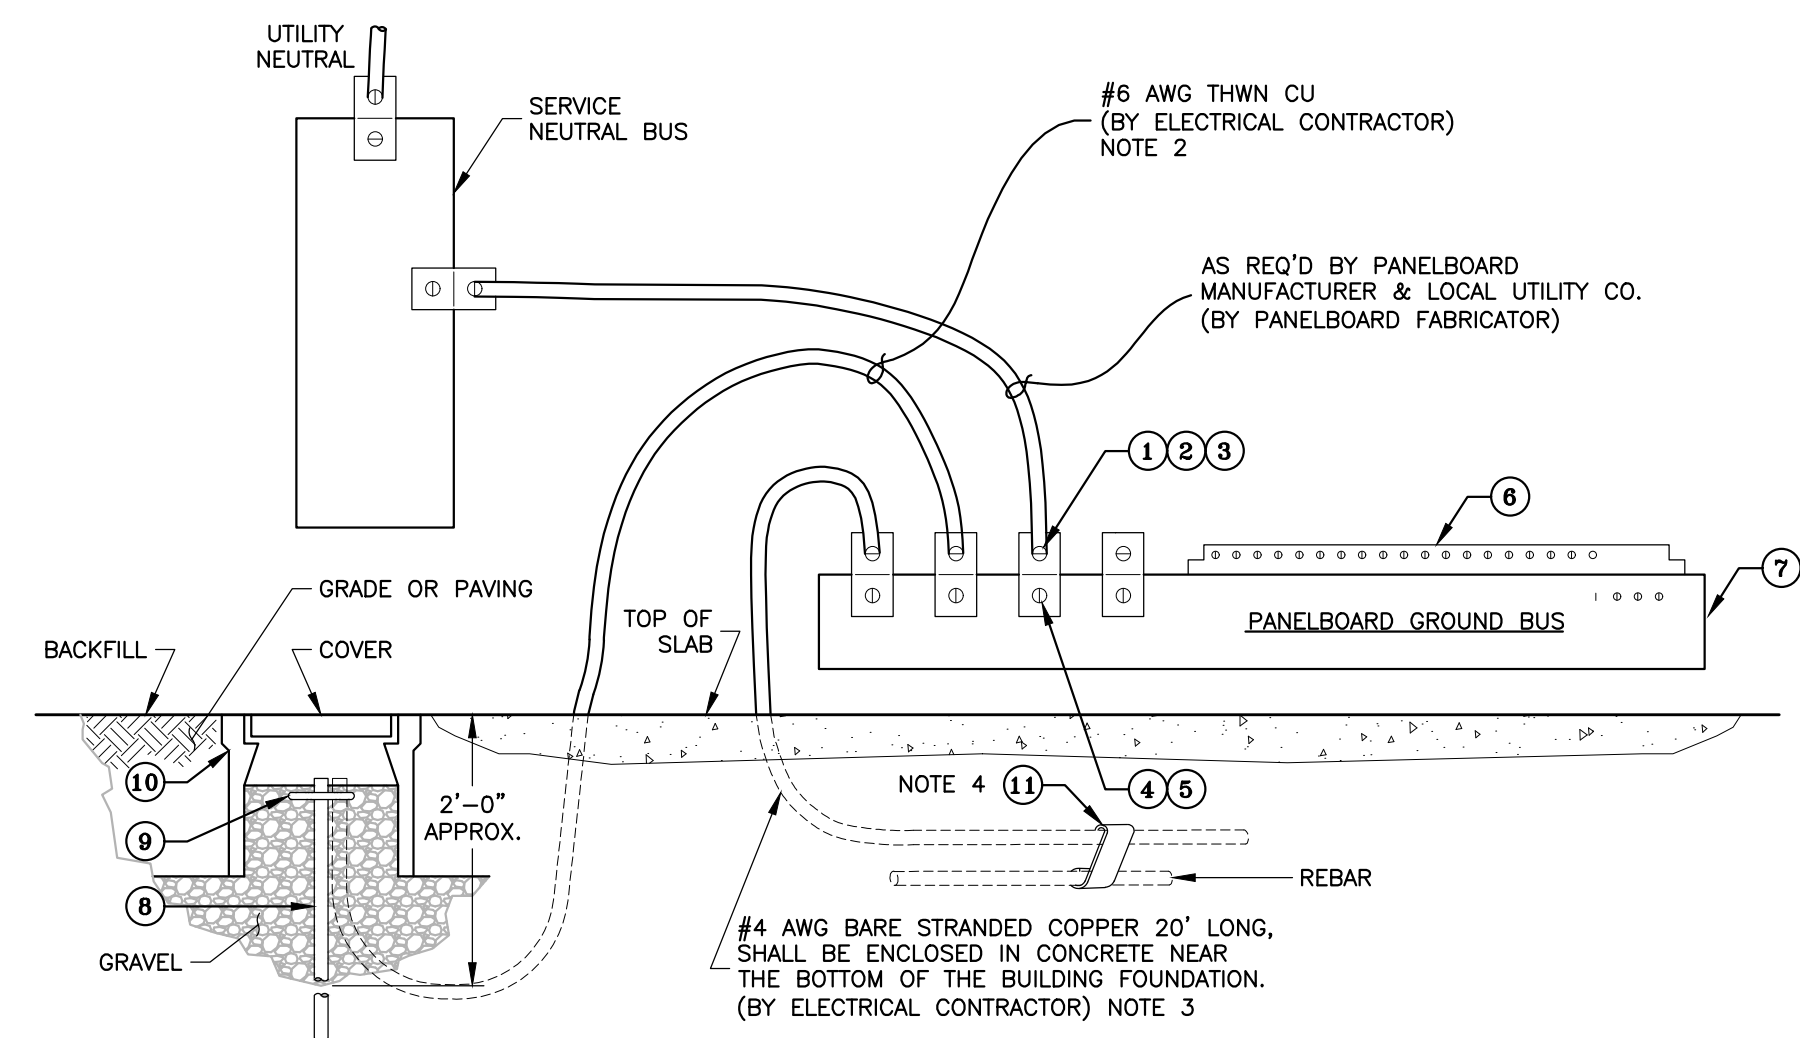 UTILITY
NEUTRAL
SERVICE
NEUTRAL BUS
#6 AWG THWN CU
(BY ELECTRICAL CONTRACTOR)
NOTE 2
AS REQ'D BY PANELBOARD
MANUFACTURER & LOCAL UTILITY CO.
(BY PANELBOARD FABRICATOR)
1 2 3
6
7
PANELBOARD GROUND BUS
GRADE OR PAVING
TOP OF
SLAB
BACKFILL
COVER
10
9
8
GRAVEL
2'-0"
APPROX.
NOTE 4 11
4 5
REBAR
#4 AWG BARE STRANDED COPPER 20' LONG,
SHALL BE ENCLOSED IN CONCRETE NEAR
THE BOTTOM OF THE BUILDING FOUNDATION.
(BY ELECTRICAL CONTRACTOR) NOTE 3